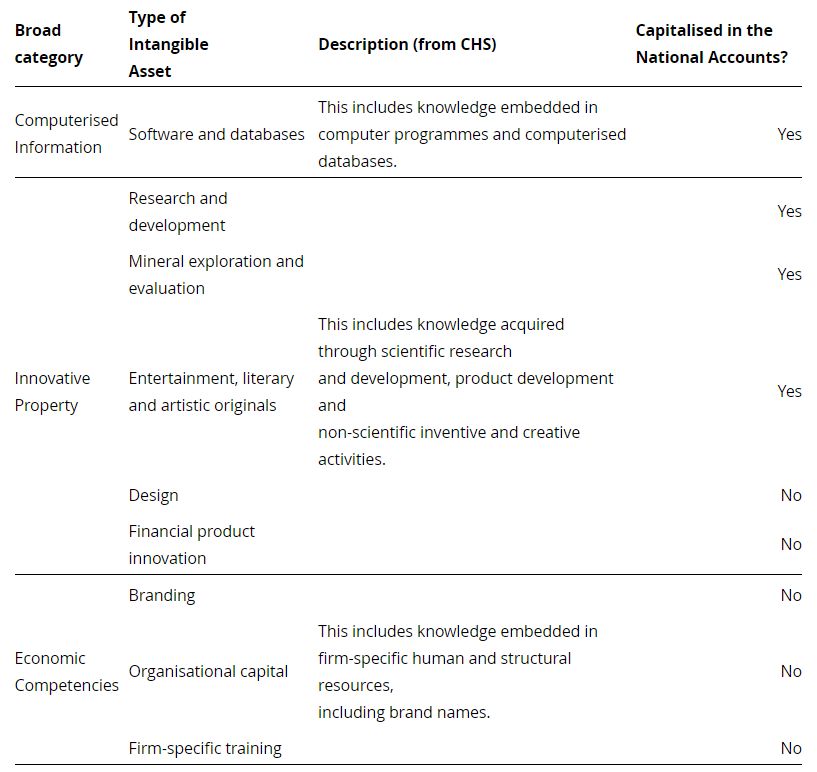 Broad category
Type of Intangible Asset
Description (from CHS)
Capitalised in the National Accounts?
Computerised Information
Software and databases
This includes knowledge embedded in
computer programmes and computerised
databases.
Yes
Research and
development
Yes
Mineral exploration and
evaluation
Yes
Innovative
Property
Entertainment, literary
and artistic originals
This includes knowledge acquired
through scientific research
and development, product development
and
non-scientific inventive and creative
activities.
Yes
Design
No
Financial product
innovation
No
Branding
No
Economic
Competencies
Organisational capital
This includes knowledge embedded in
firm-specific human and structural
resources,
including brand names.
No
Firm-specific training
No